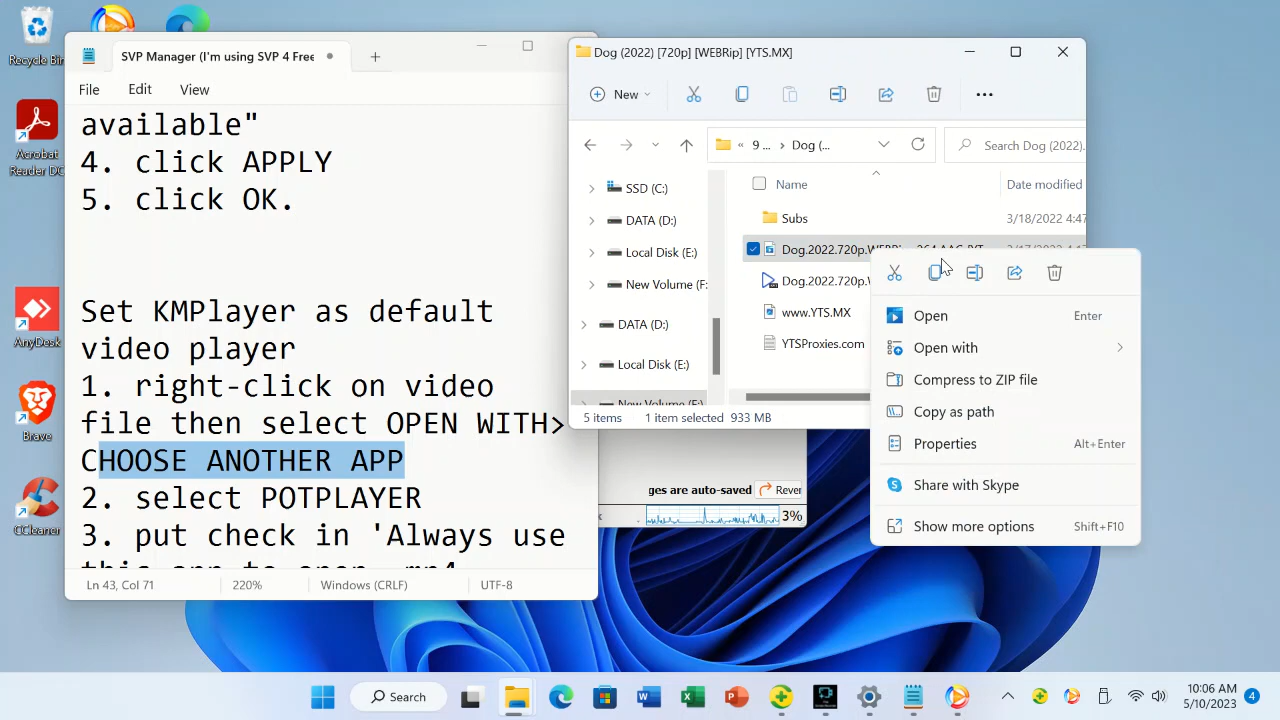 Recycle Bin
Acrobat
Reader DC
AnyDesk
Brave
CCleaner
SVP Manager (I'm using SVP 4 Free
File Edit View
available"
4. click APPLY
5. click OK.
Set KMPlayer as default
video player
1. right-click on video
file then select OPEN WITH>
CHOOSE ANOTHER APP
2. select POTPLAYER
3. put check in 'Always use
Ln 43, Col 71 220% Windows (CRLF) UTF-8
Dog (2022) [720p] [WEBRip] [YTS.MX]
New
« 9 ... > Dog (... Search Dog (2022).
SSD (C:)
DATA (D:)
Local Disk (E:)
New Volume (F:
DATA (D:)
Local Disk (E:)
Name Date modified
Subs 3/18/2022 4:47
Dog.2022.720p.
Dog.2022.720p.
www.YTS.MX
YTSProxies.com
5 items 1 item selected 933 MB
ges are auto-saved Rever
3%
Open Enter
Open with
Compress to ZIP file
Copy as path
Properties Alt+Enter
Share with Skype
Show more options Shift+F10
Search
10:06 AM
5/10/2023
4